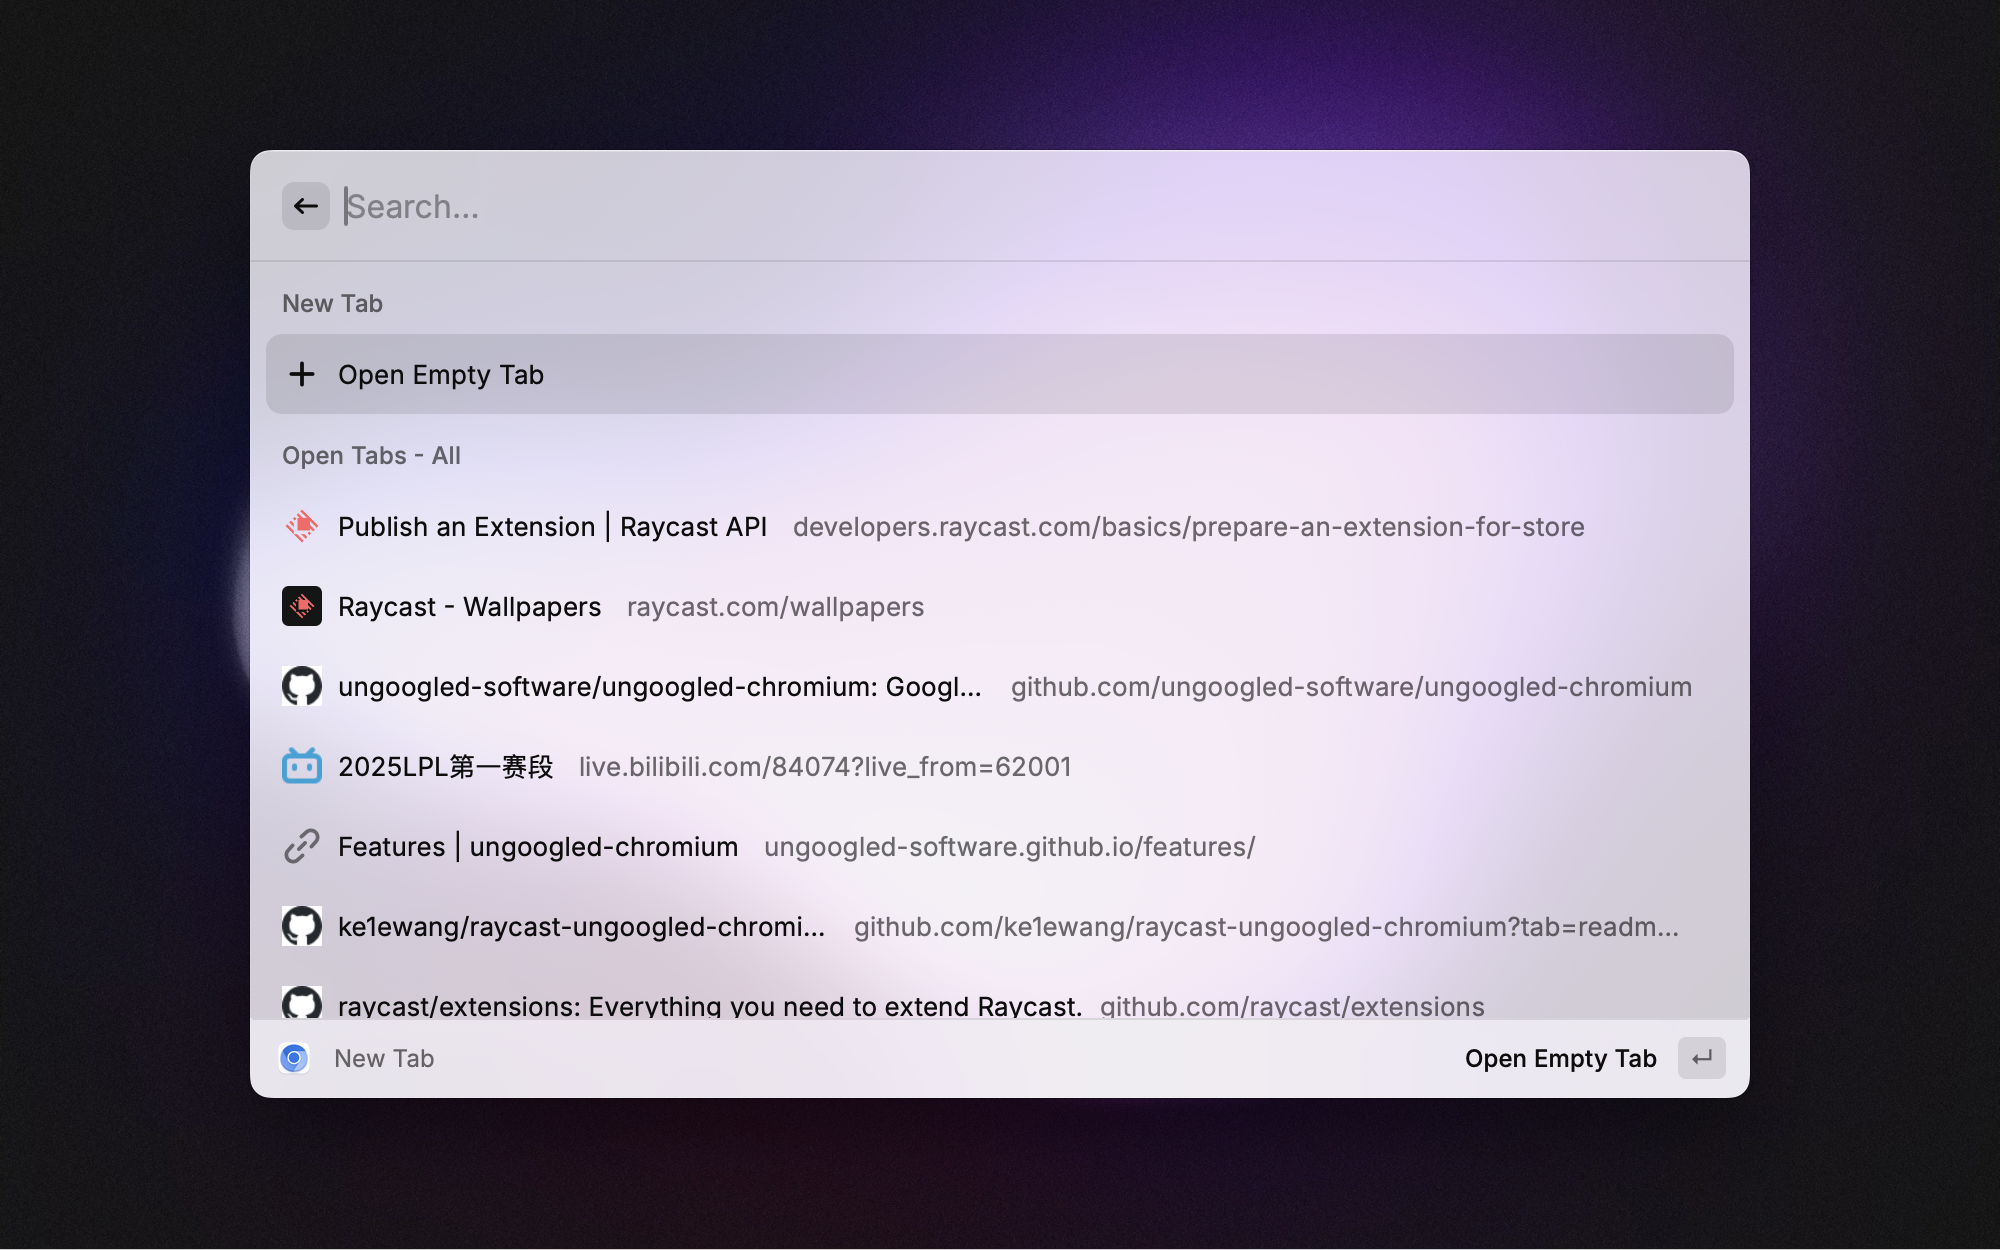 Search...
New Tab
Open Empty Tab
Open Tabs - All
Publish an Extension | Raycast API developers.raycast.com/basics/prepare-an-extension-for-store
Raycast - Wallpapers raycast.com/wallpapers
ungoogled-software/ungoogled-chromium: Googl... github.com/ungoogled-software/ungoogled-chromium
2025LPL第一赛段 live.bilibili.com/84074?live_from=62001
Features | ungoogled-chromium ungoogled-software.github.io/features/
ke1ewang/raycast-ungoogled-chromi... github.com/ke1ewang/raycast-ungoogled-chromium?tab=readm...
raycast/extensions: Everything you need to extend Raycast. github.com/raycast/extensions
New Tab Open Empty Tab